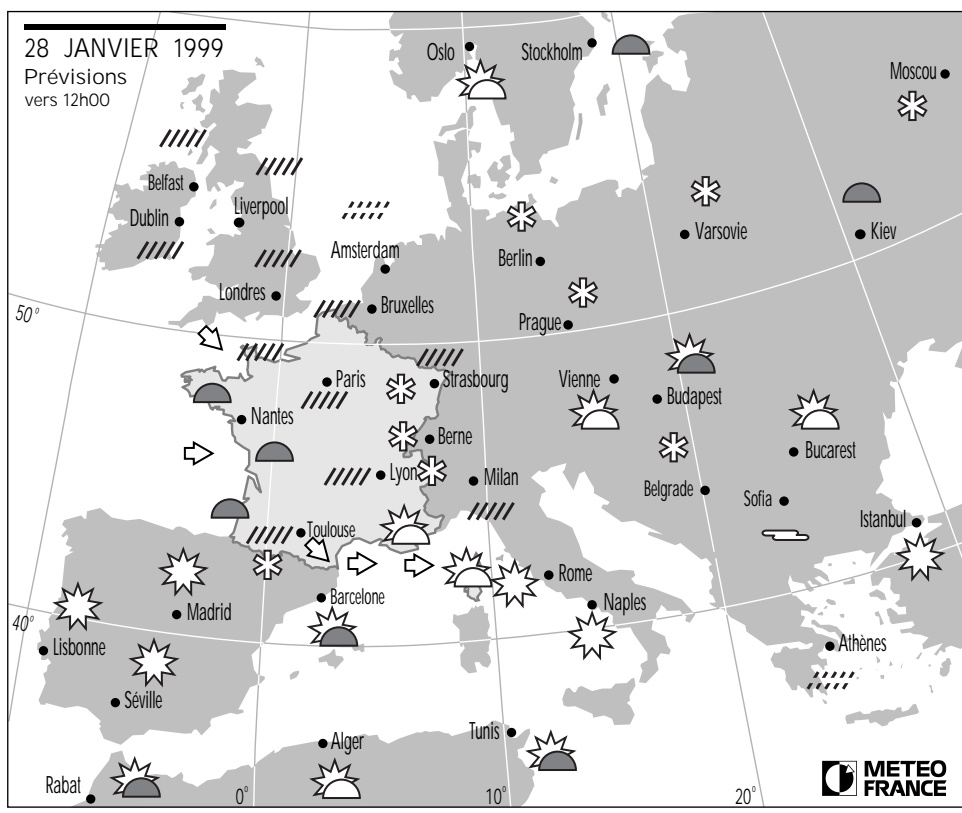 28 JANVIER 1999
Prévisions
vers 12h00
Oslo
Stockholm
Moscou
Belfast
Dublin
Liverpool
Amsterdam
Berlin
Varsovie
Kiev
Londres
Bruxelles
Prague
50°
Paris
Strasbourg
Vienne
Budapest
Nantes
Berne
Bucarest
Lyon
Milan
Belgrade
Sofia
Istanbul
Toulouse
Barcelone
Rome
Naples
Madrid
40°
Lisbonne
Athènes
Séville
Alger
Tunis
Rabat
0°
10°
20°
METEO
FRANCE